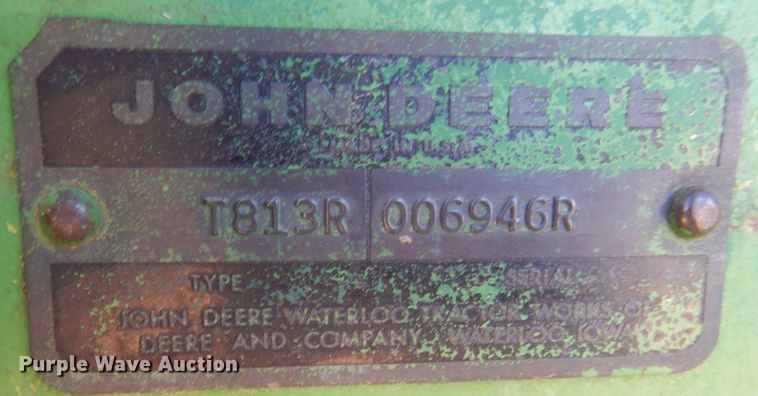 JOHN DEERE
MADE IN U.S.A.
T813R 006946R
TYPE SERIAL
JOHN DEERE WATERLOO TRACTOR WORKS OF
DEERE AND COMPANY WATERLOO IOWA
Purple Wave Auction